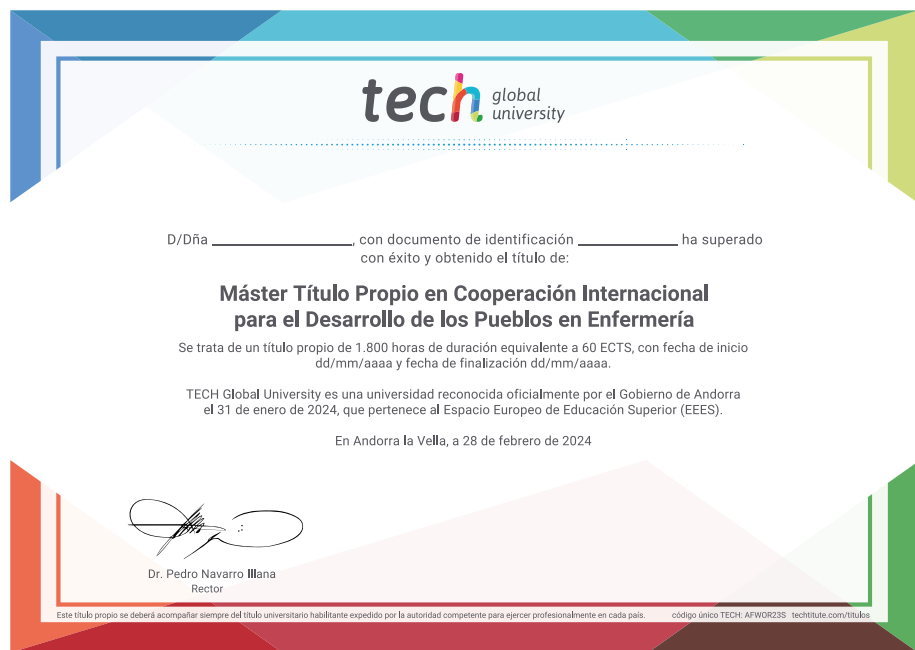 tech global university
D/Dña ______________, con documento de identificación ______________ ha superado
con éxito y obtenido el título de:
Máster Título Propio en Cooperación Internacional
para el Desarrollo de los Pueblos en Enfermería
Se trata de un título propio de 1.800 horas de duración equivalente a 60 ECTS, con fecha de inicio
dd/mm/aaaa y fecha de finalización dd/mm/aaaa.
TECH Global University es una universidad reconocida oficialmente por el Gobierno de Andorra
el 31 de enero de 2024, que pertenece al Espacio Europeo de Educación Superior (EEES).
En Andorra la Vella, a 28 de febrero de 2024
Dr. Pedro Navarro Illana
Rector
Este título propio se deberá acompañar siempre del título universitario habilitante expedido por la autoridad competente para ejercer profesionalmente en cada país. código único TECH: AFWOR23S techtitute.com/titulos